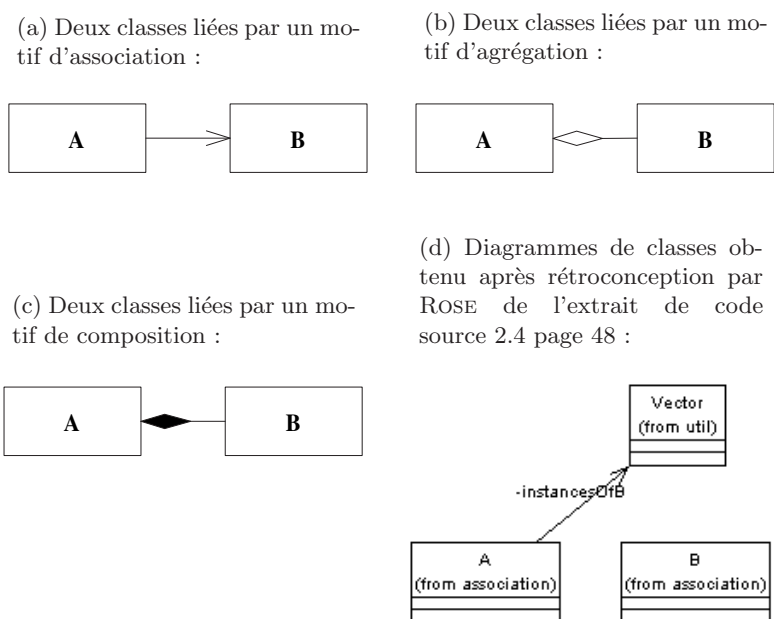 (a) Deux classes liées par un mo-
tif d'association :
A
B
(b) Deux classes liées par un mo-
tif d'agrégation :
A
B
(c) Deux classes liées par un mo-
tif de composition :
A
B
(d) Diagrammes de classes ob-
tenu après rétroconception par
ROSE de l'extrait de code
source 2.4 page 48 :
Vector
(from util)
-instancesOfB
A
(from association)
B
(from association)